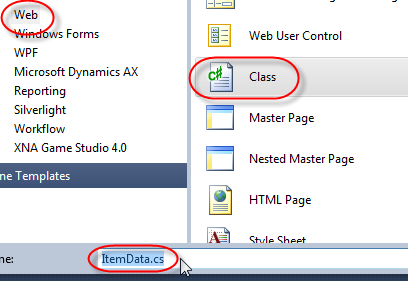 Web
Windows Forms
WPF
Microsoft Dynamics AX
Reporting
Silverlight
Workflow
XNA Game Studio 4.0
ne Templates
Web User Control
C#
Class
Master Page
Nested Master Page
HTML Page
Style Sheet
me:
ItemData.cs